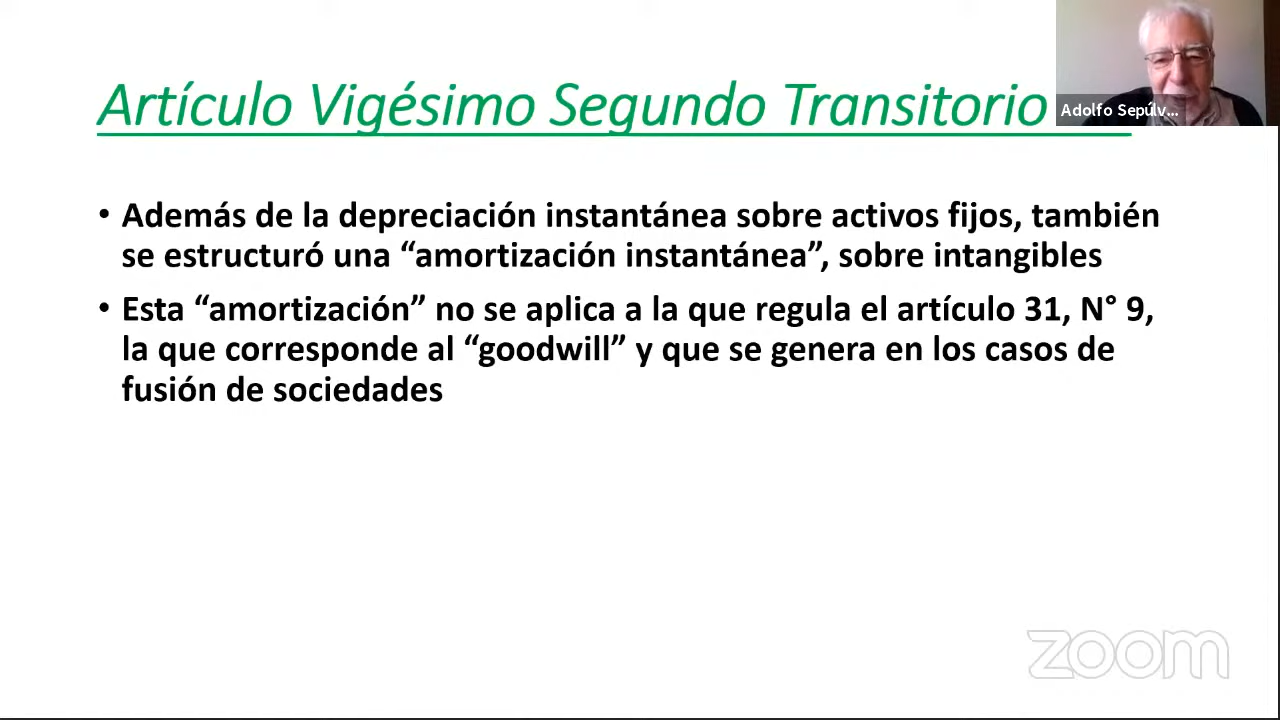 Artículo Vigésimo Segundo Transitorio
Adolfo Sepúlv...
• Además de la depreciación instantánea sobre activos fijos, también
se estructuró una “amortización instantánea”, sobre intangibles
• Esta “amortización” no se aplica a la que regula el artículo 31, N° 9,
la que corresponde al “goodwill” y que se genera en los casos de
fusión de sociedades
zoom